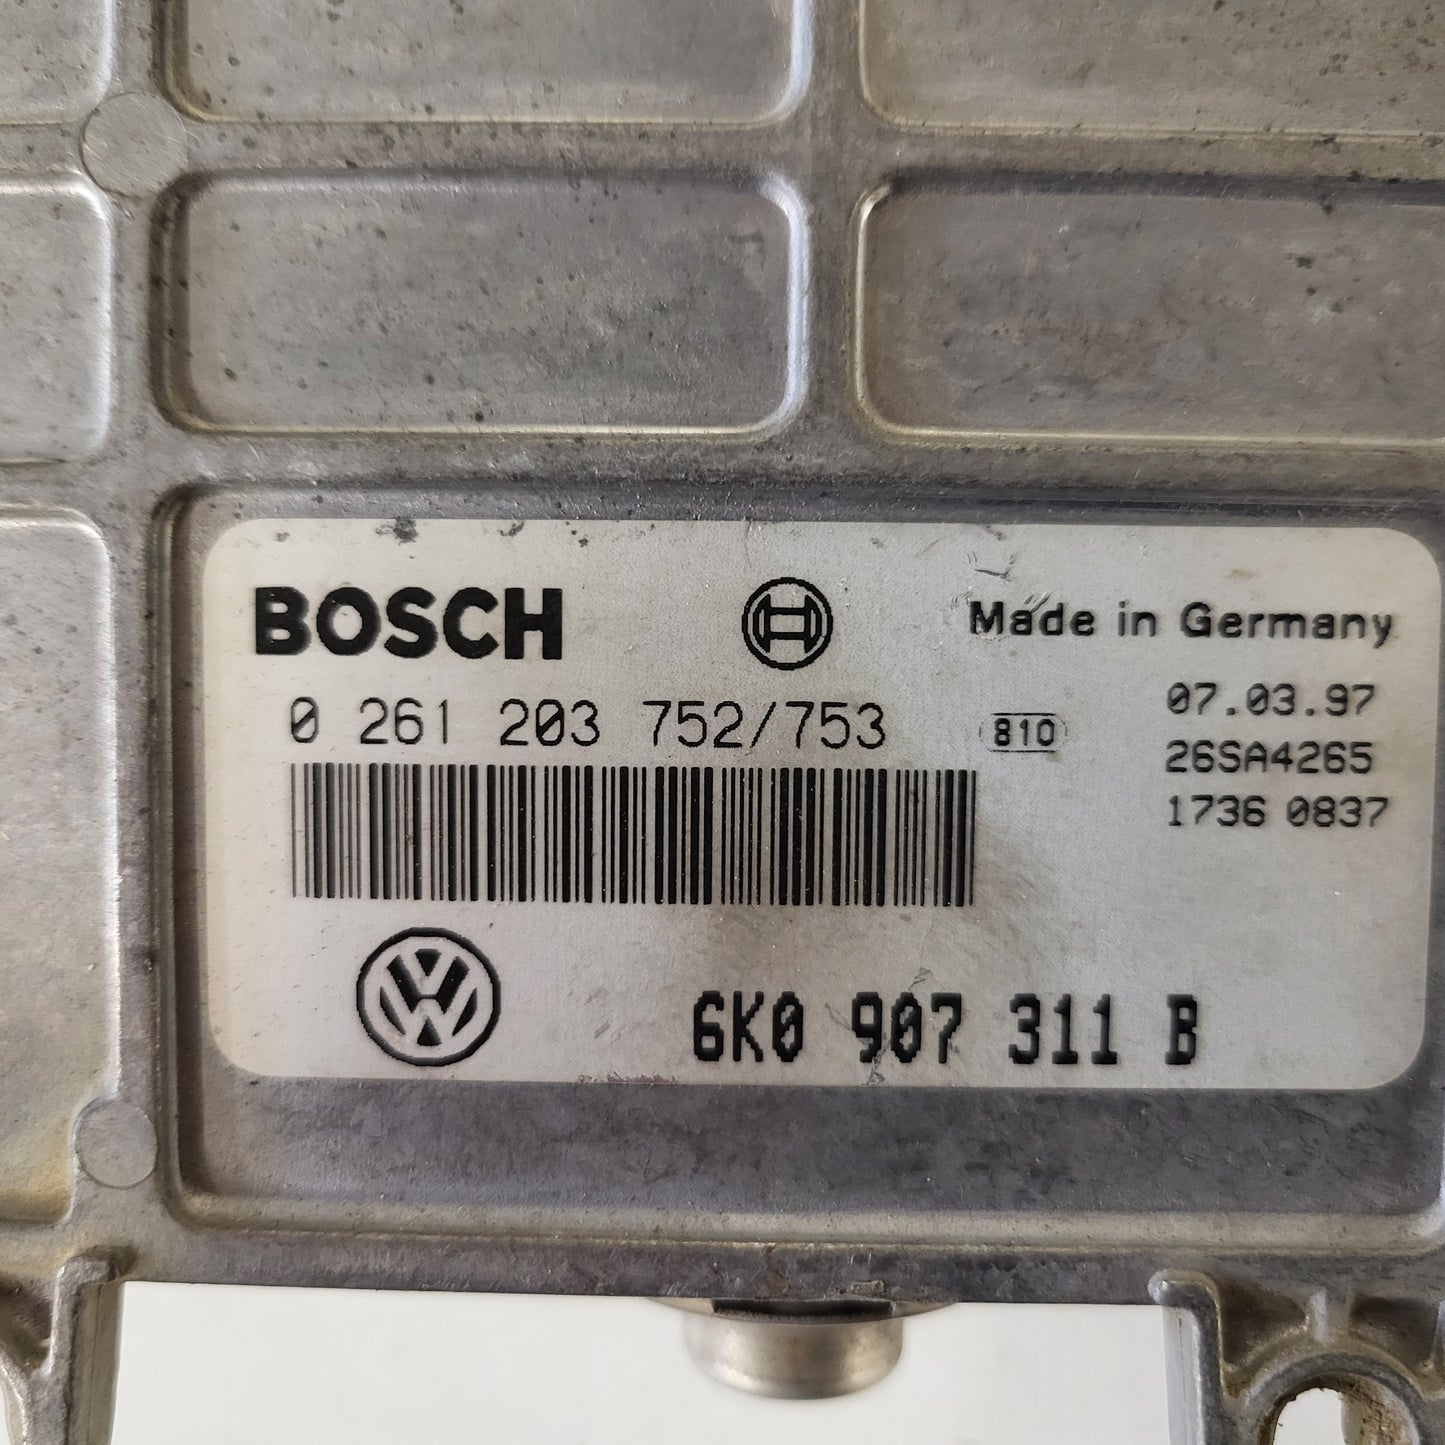 BOSCH
Made in Germany
0 261 203 752/753
810
07.03.97
26SA4265
1736 0837
VW
6K0 907 311 B